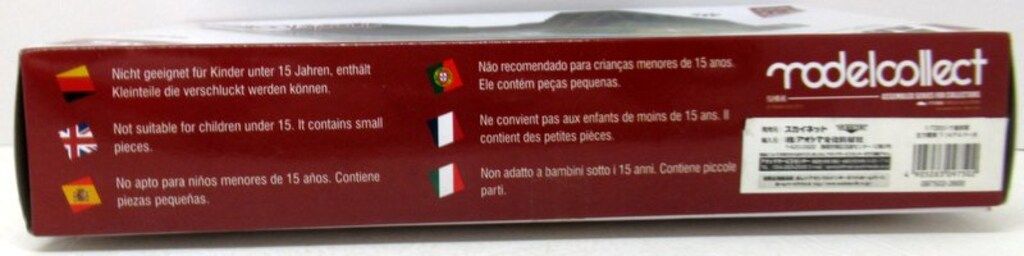 Nicht geeignet für Kinder unter 15 Jahren, enthält
Kleinteile die verschluckt werden können.
Not suitable for children under 15. It contains small
pieces.
No apto para niños menores de 15 años. Contiene
piezas pequeñas.
Não recomendado para crianças menores de 15 anos.
Ele contém peças pequenas.
Ne convient pas aux enfants de moins de 15 ans. Il
contient des petites pièces.
Non adatto a bambini sotto i 15 anni. Contiene piccole
parti.
modelcollect
スカイネット